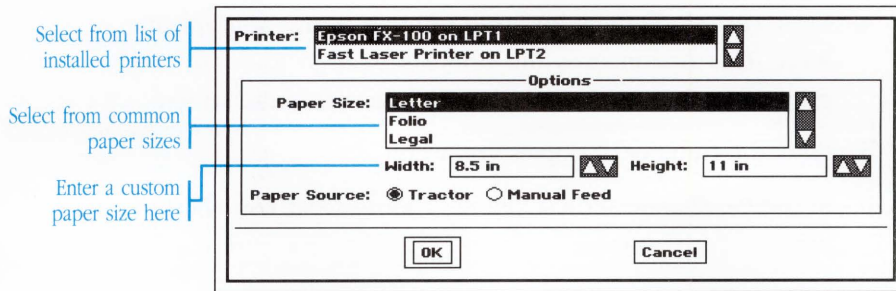 Select from list of
installed printers
Select from common
paper sizes
Enter a custom
paper size here
Printer: Epson FX-100 on LPT1
Fast Laser Printer on LPT2
Options
Paper Size: Letter
Folio
Legal
Width: 8.5 in Height: 11 in
Paper Source: Tractor Manual Feed
OK Cancel